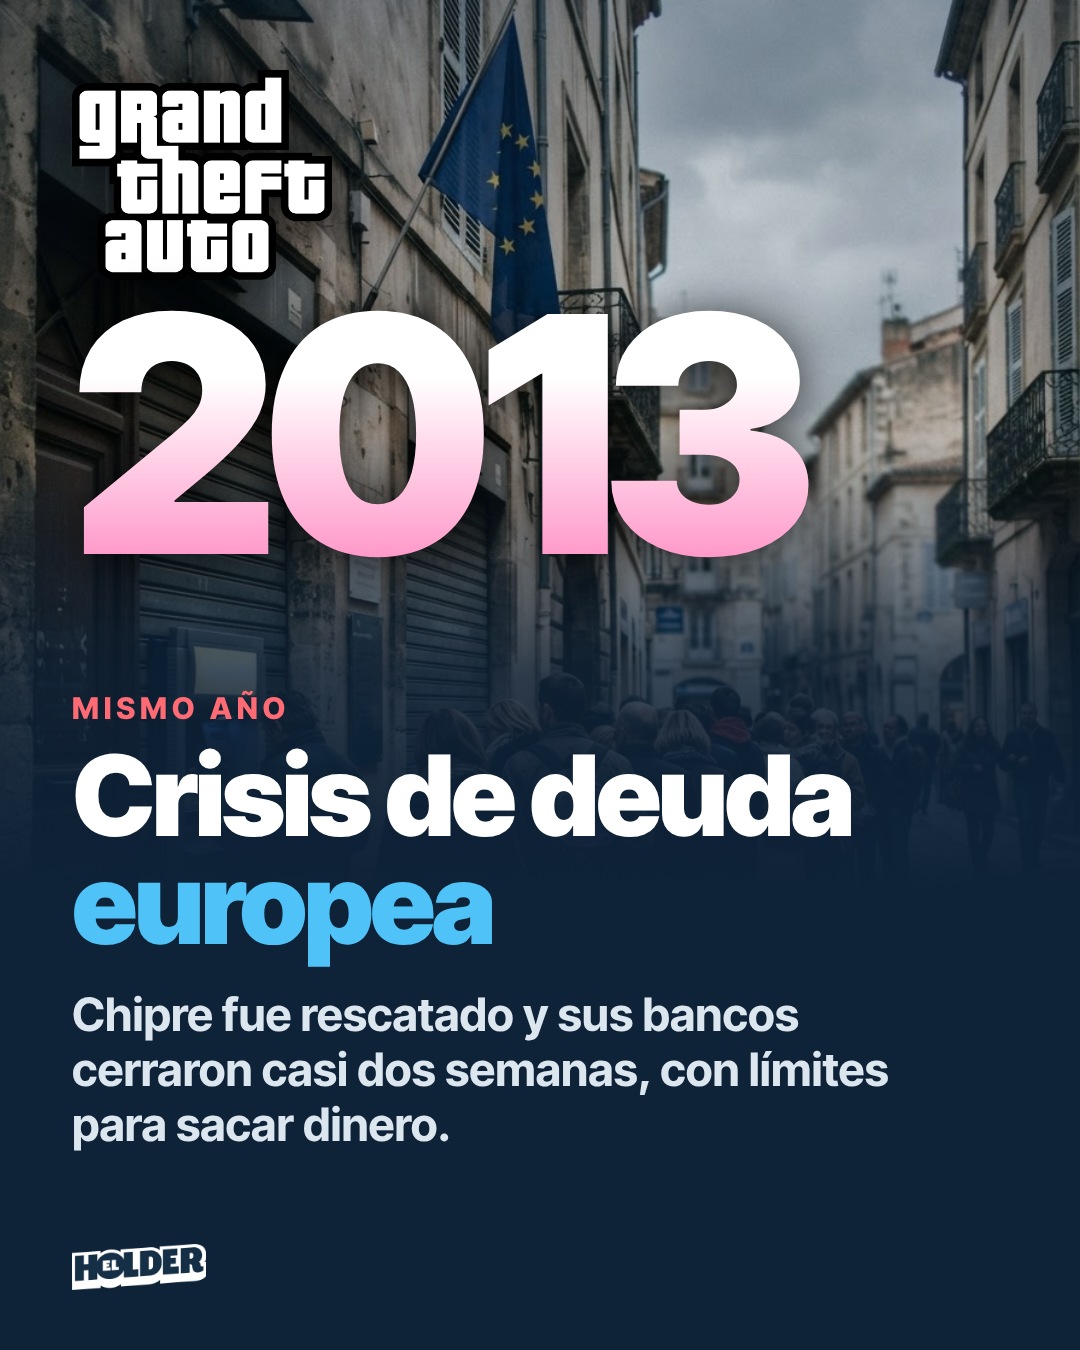 grand
theft
auto
2013
MISMO AÑO
Crisis de deuda
europea
Chipre fue rescatado y sus bancos
cerraron casi dos semanas, con límites
para sacar dinero.
EL HOLDER